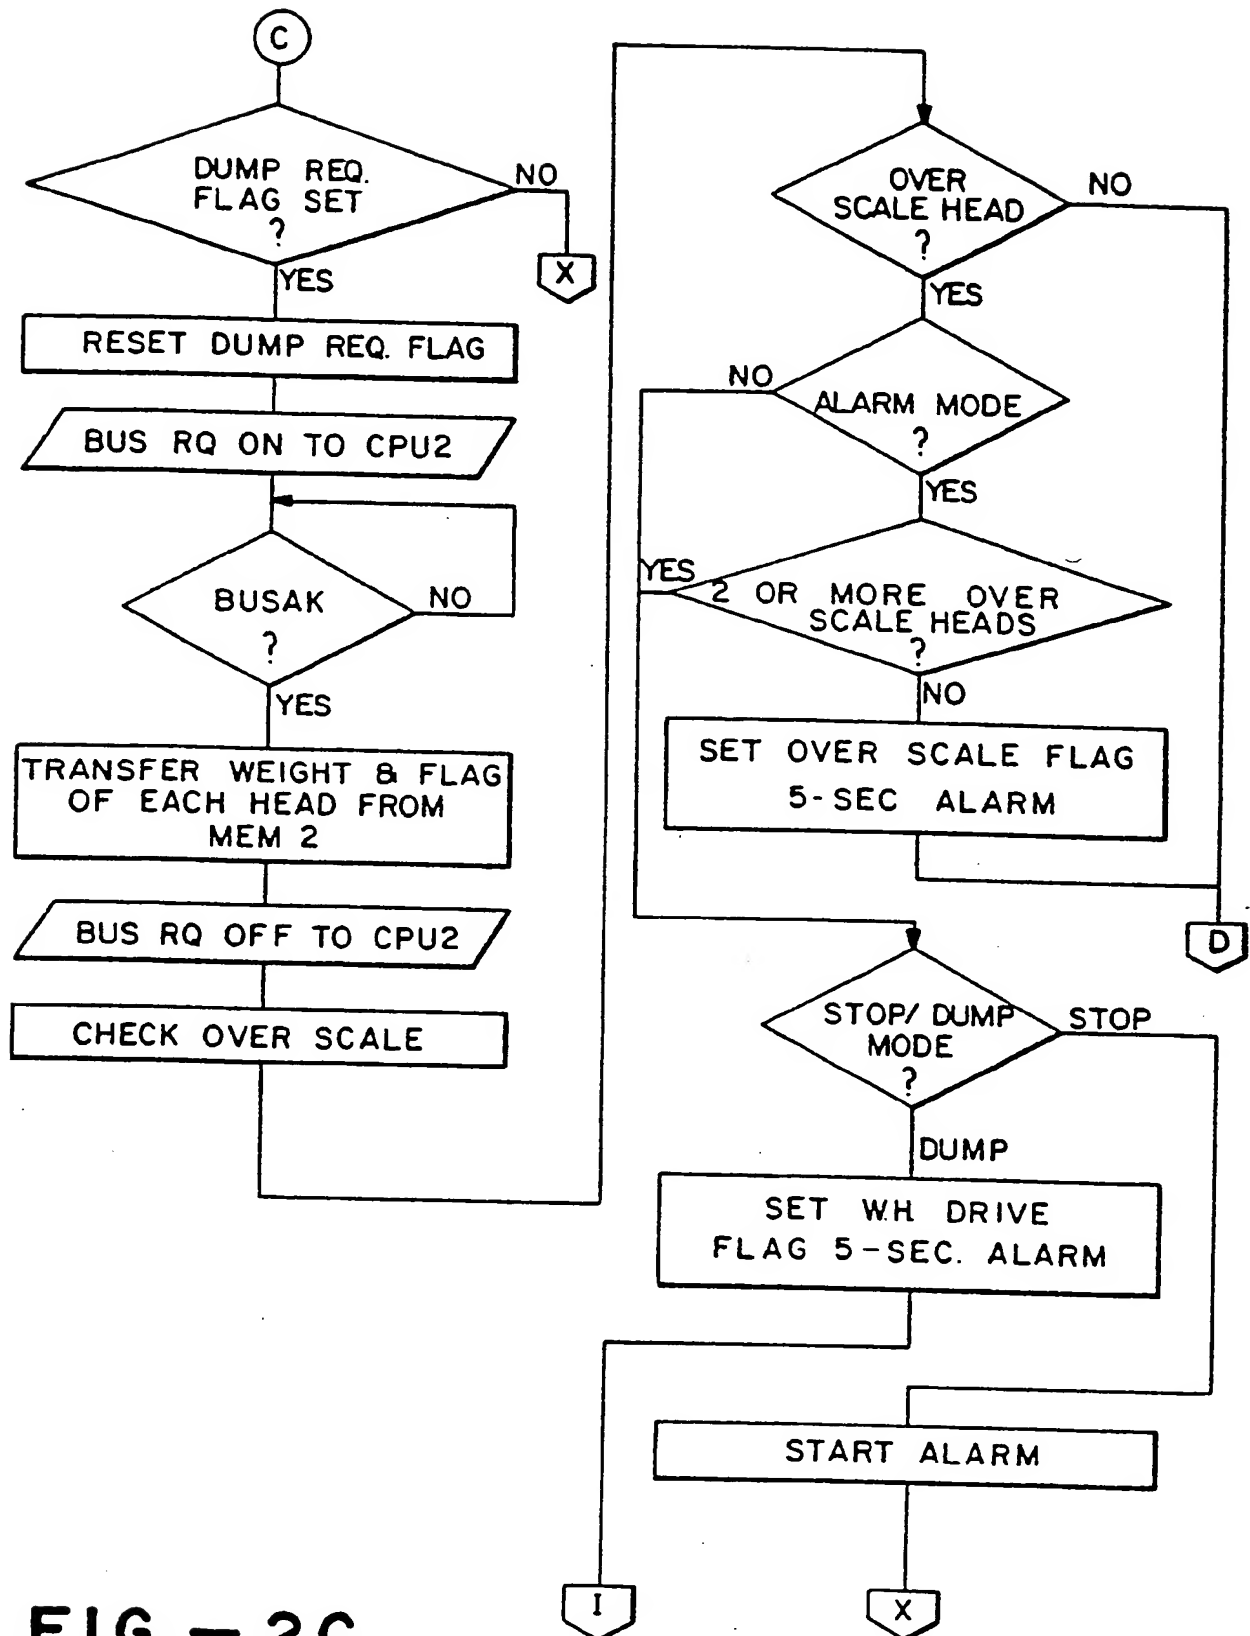 C
DUMP REQ.
FLAG SET
?
NO
X
YES
RESET DUMP REQ. FLAG
BUS RQ ON TO CPU2
BUSAK
?
NO
YES
TRANSFER WEIGHT & FLAG
OF EACH HEAD FROM
MEM 2
BUS RQ OFF TO CPU2
CHECK OVER SCALE
OVER
SCALE HEAD
?
NO
YES
NO
ALARM MODE
?
YES
YES
2 OR MORE OVER
SCALE HEADS
?
NO
SET OVER SCALE FLAG
5-SEC ALARM
D
STOP/ DUMP
MODE
?
STOP
DUMP
SET W.H. DRIVE
FLAG 5-SEC. ALARM
START ALARM
I
X
FIG - 2C